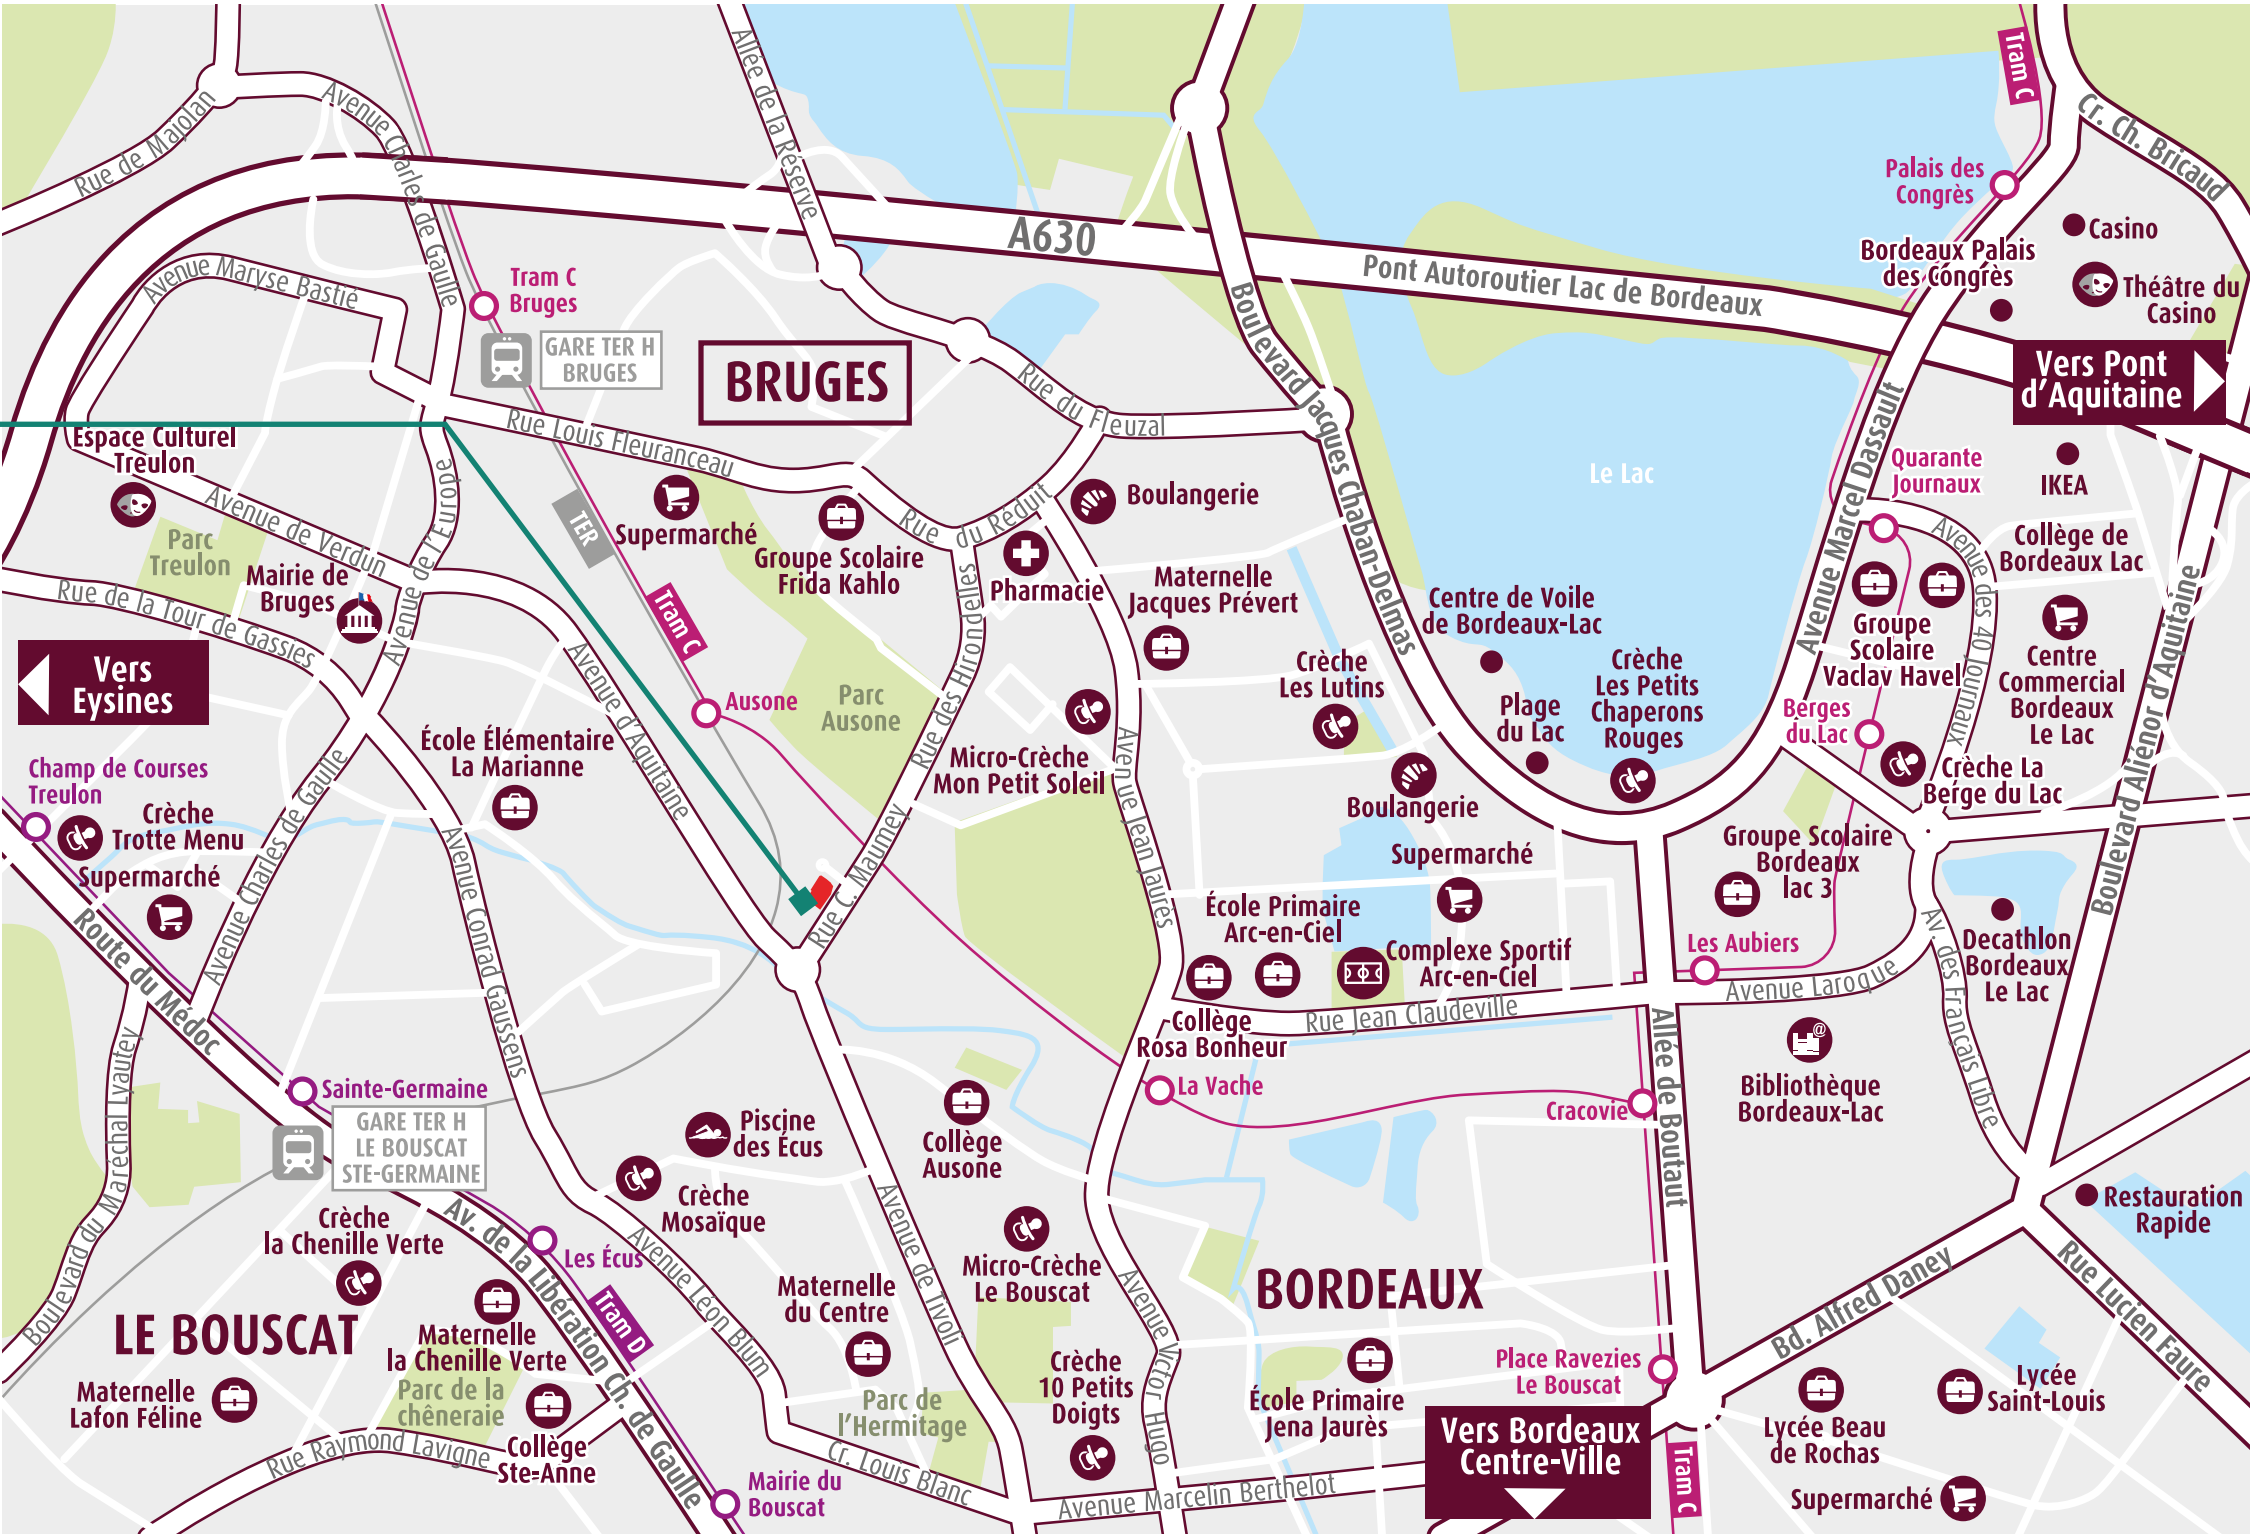 Rue de Majolan
Avenue Charles de Gaulle
Allée de la Réserve
Tram C
Cr. Ch. Bricaud
Palais des
Congrès
A630
Pont Autoroutier Lac de Bordeaux
Bordeaux Palais
des Congrès
Casino
Théâtre du
Casino
Avenue Maryse Bastié
Tram C
Bruges
GARE TER H
BRUGES
BRUGES
Boulevard Jacques Chaban-Delmas
Rue du Fleuzal
Vers Pont
d'Aquitaine
Avenue Marcel Dassault
Espace Culturel
Treulon
Rue Louis Fleuranceau
Le Lac
Quarante
Journaux
IKEA
Avenue de Verdun
Avenue de l'Europe
TER
Supermarché
Groupe Scolaire
Frida Kahlo
Rue du Réduit
Boulangerie
Pharmacie
Parc
Treulon
Mairie de
Bruges
Rue de la Tour de Gassies
Tram C
Maternelle
Jacques Prévert
Centre de Voile
de Bordeaux-Lac
Avenue des 40 Journaux
Collège de
Bordeaux Lac
Groupe
Scolaire
Vaclav Havel
Centre
Commercial
Bordeaux
Le Lac
Boulevard Aliénor d'Aquitaine
Vers
Eysines
Avenue d'Aquitaine
Ausone
Parc
Ausone
Rue des Hirondelles
Micro-Crèche
Mon Petit Soleil
Crèche
Les Lutins
Plage
du Lac
Crèche
Les Petits
Chaperons
Rouges
Berges
du Lac
Crèche La
Berge du Lac
École Élémentaire
La Marianne
Champ de Courses
Treulon
Crèche
Trotte Menu
Supermarché
Avenue Charles de Gaulle
Avenue Conrad Gaussens
Rue C. Maumey
Avenue Jean Jaurès
Boulangerie
Supermarché
École Primaire
Arc-en-Ciel
Complexe Sportif
Arc-en-Ciel
Groupe Scolaire
Bordeaux
lac 3
Les Aubiers
Avenue Laroque
Av. des Français Libre
Decathlon
Bordeaux
Le Lac
Route du Médoc
Boulevard du Maréchal Lyautey
Collège
Rosa Bonheur
Rue Jean Claudeville
Allée de Boutaut
@
Bibliothèque
Bordeaux-Lac
Sainte-Germaine
GARE TER H
LE BOUSCAT
STE-GERMAINE
La Vache
Cracovie
Piscine
des Écus
Collège
Ausone
Crèche
Mosaïque
Restauration
Rapide
Crèche
la Chenille Verte
Av. de la Libération Ch. de Gaulle
Les Écus
Tram D
Avenue Léon Blum
Avenue de Tivoli
Micro-Crèche
Le Bouscat
Avenue Victor Hugo
BORDEAUX
Bd. Alfred Daney
Rue Lucien Faure
LE BOUSCAT
Maternelle
la Chenille Verte
Maternelle
du Centre
Maternelle
Lafon Féline
Parc de la
chêneraie
Parc de
l'Hermitage
Crèche
10 Petits
Doigts
École Primaire
Jena Jaurès
Place Ravezies
Le Bouscat
Lycée
Saint-Louis
Lycée Beau
de Rochas
Vers Bordeaux
Centre-Ville
Tram C
Rue Raymond Lavigne
Collège
Ste-Anne
Cr. Louis Blanc
Mairie du
Bouscat
Avenue Marcelin Berthelot
Supermarché